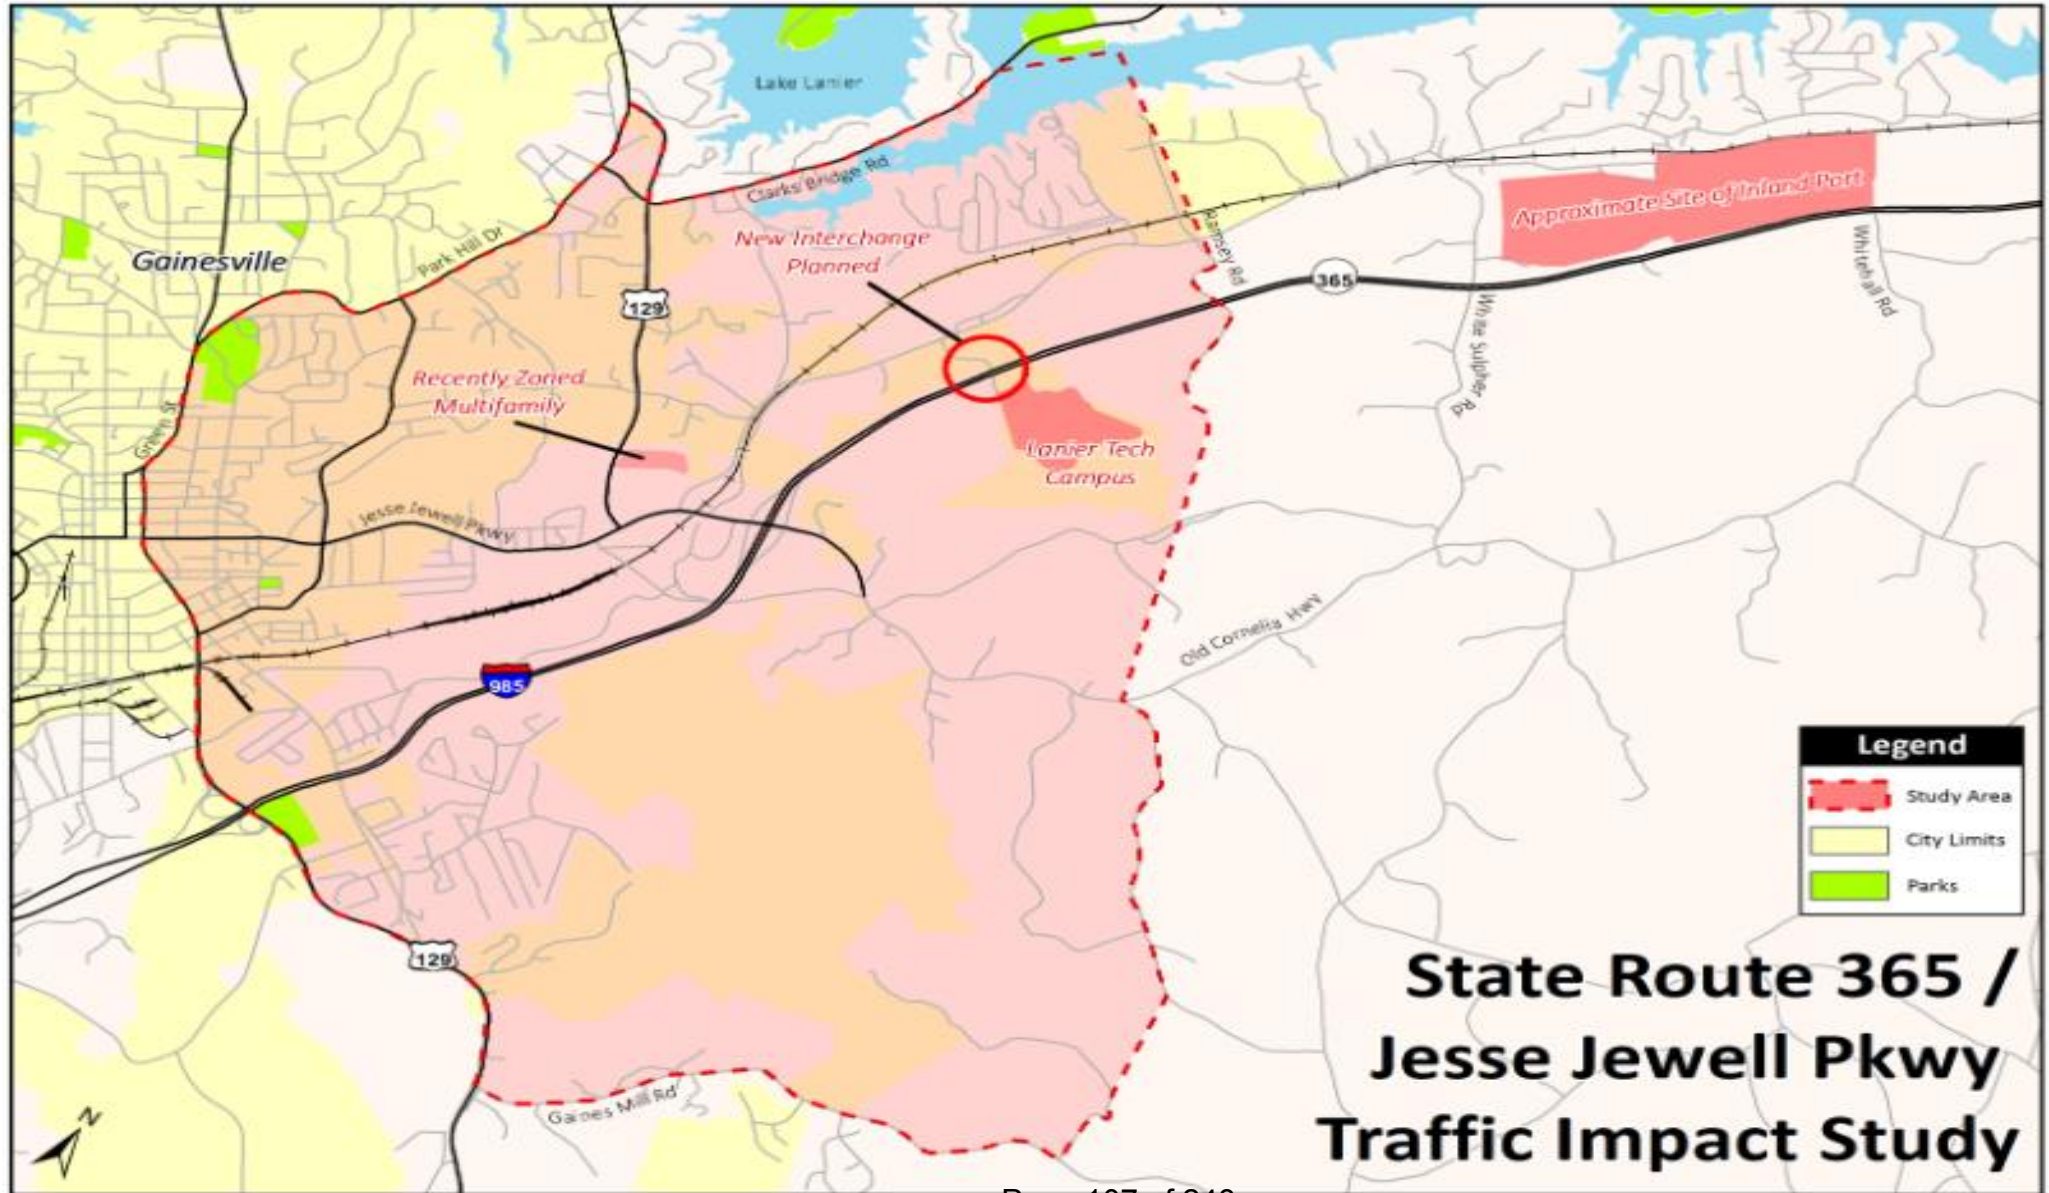 Lake Lanier
Clarks Bridge Rd
Approximate Site of Inland Port
New Interchange
Planned
Ramsey Rd
Gainesville
Park Hill Dr
129
365
Whitehall Rd
White Sulpher Rd
Recently Zoned
Multifamily
Green St
Lanier Tech
Campus
Jesse Jewell Pkwy
Old Cornelia Hwy
985
Legend
Study Area
City Limits
Parks
129
State Route 365 /
Jesse Jewell Pkwy
Traffic Impact Study
Gaines Mill Rd
N